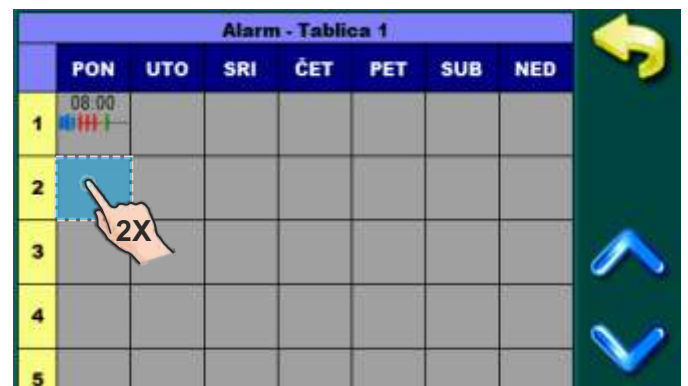 Alarm - Tablica 1
PON UTO SRI ČET PET SUB NED
1 08:00
2
2X
3
4
5